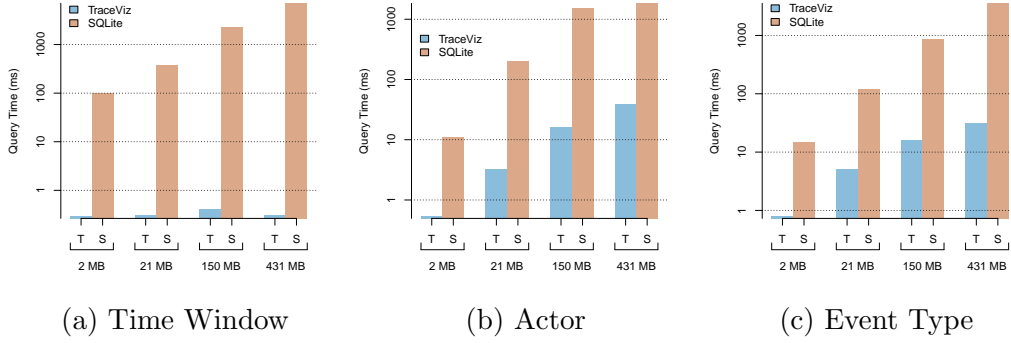 TraceViz
SQLite
Query Time (ms)
1000
100
10
1
T S T S T S T S
2 MB 21 MB 150 MB 431 MB
(a) Time Window
TraceViz
SQLite
Query Time (ms)
1000
100
10
1
T S T S T S T S
2 MB 21 MB 150 MB 431 MB
(b) Actor
TraceViz
SQLite
Query Time (ms)
1000
100
10
1
T S T S T S T S
2 MB 21 MB 150 MB 431 MB
(c) Event Type